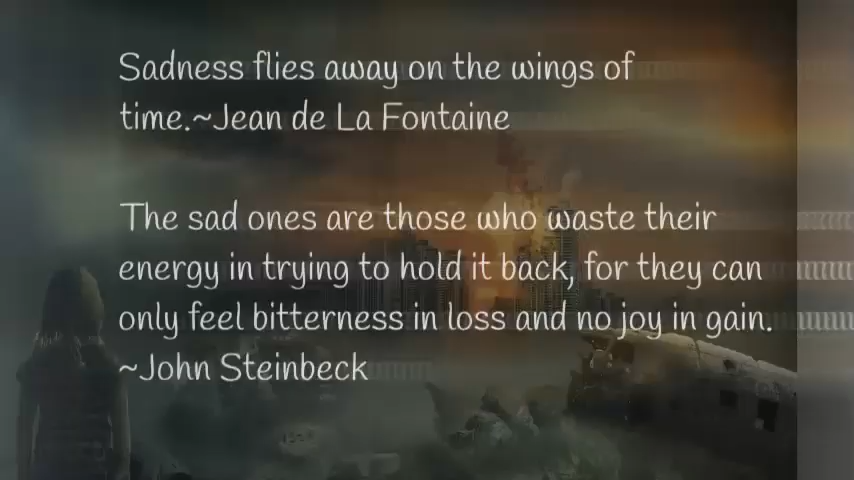 Sadness flies away on the wings of
time.~Jean de La Fontaine
The sad ones are those who waste their
energy in trying to hold it back, for they can
only feel bitterness in loss and no joy in gain.
~John Steinbeck